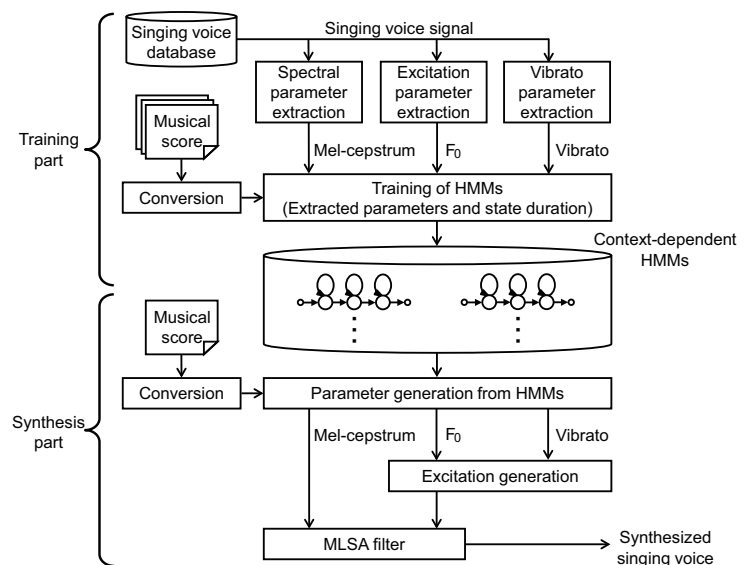 Singing voice
database
Singing voice signal
Spectral
parameter
extraction
Excitation
parameter
extraction
Vibrato
parameter
extraction
Training
part
Musical
score
Mel-cepstrum
F₀
Vibrato
Conversion
Training of HMMs
(Extracted parameters and state duration)
Context-dependent
HMMs
Musical
score
Synthesis
part
Conversion
Parameter generation from HMMs
Mel-cepstrum
F₀
Vibrato
Excitation generation
MLSA filter
Synthesized
singing voice